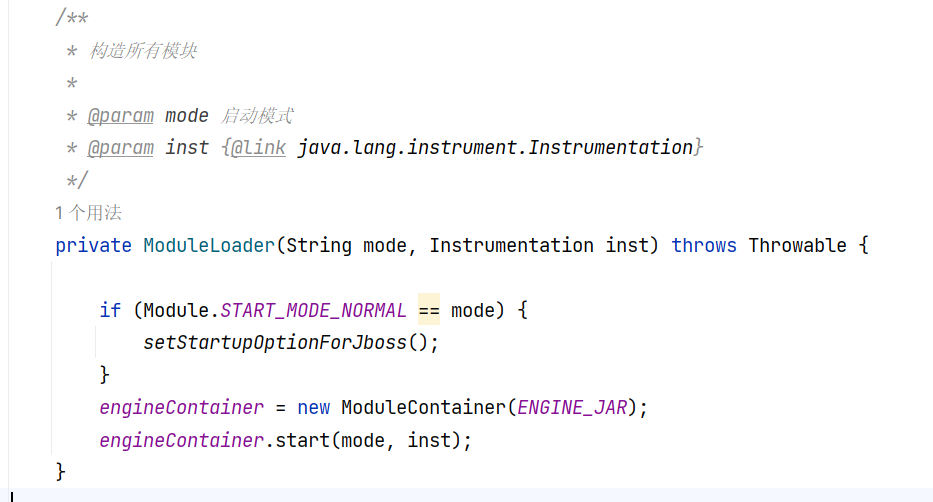 /**
* 构造所有模块
*
* @param mode 启动模式
* @param inst {@link java.lang.instrument.Instrumentation}
*/
1 个用法
private ModuleLoader(String mode, Instrumentation inst) throws Throwable {
if (Module.START_MODE_NORMAL == mode) {
setStartupOptionForJboss();
}
engineContainer = new ModuleContainer(ENGINE_JAR);
engineContainer.start(mode, inst);
}